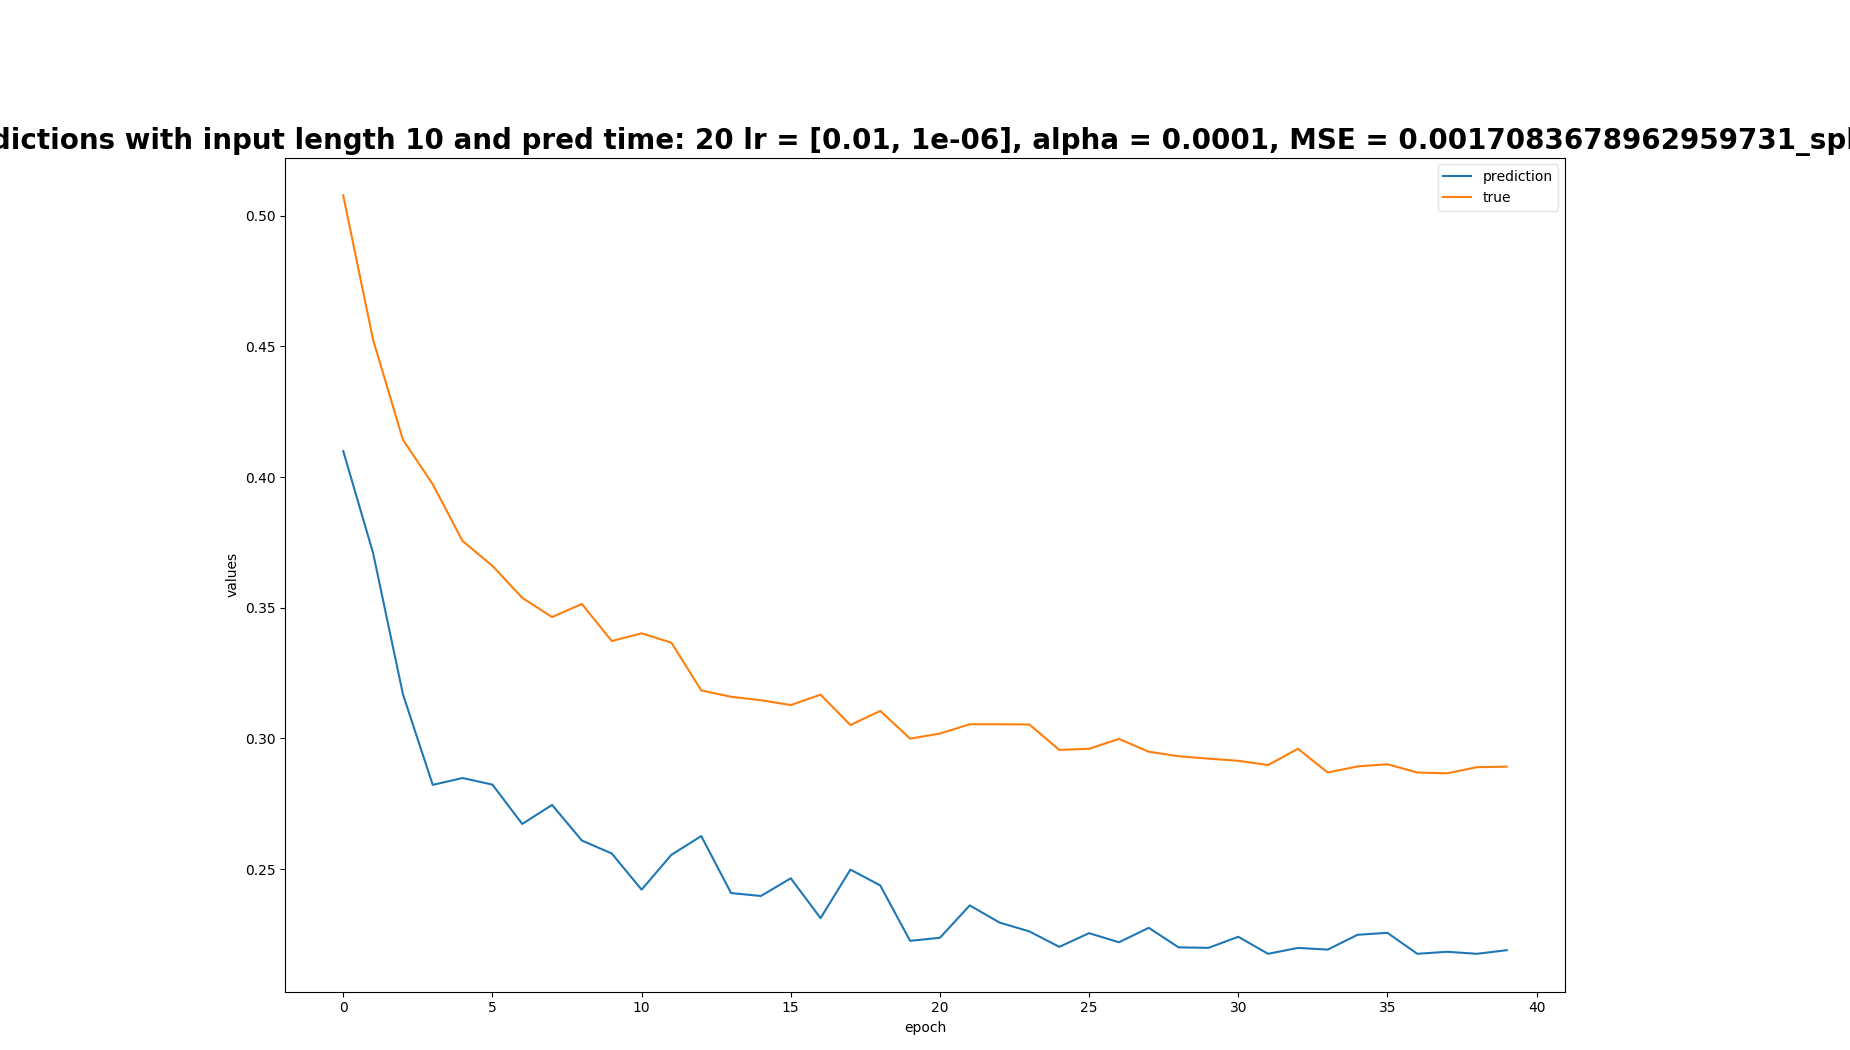 dictions with input length 10 and pred time: 20 lr = [0.01, 1e-06], alpha = 0.0001, MSE = 0.0017083678962959731_spl
prediction
true
0.50
0.45
0.40
0.35
0.30
0.25
values
0 5 10 15 20 25 30 35 40
epoch